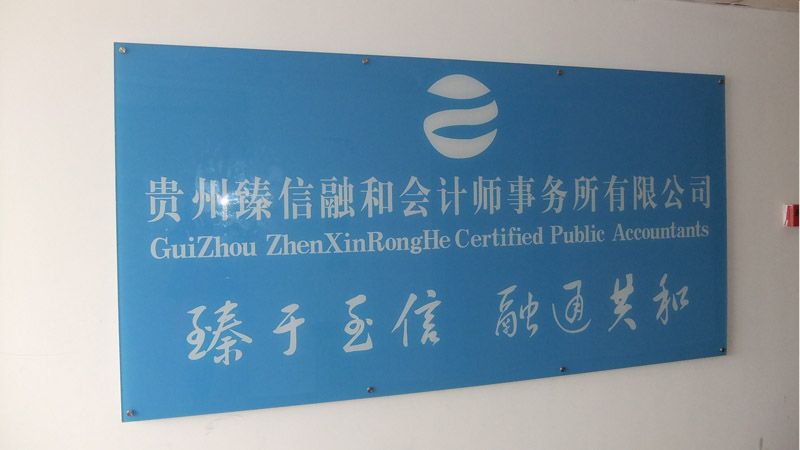 贵州臻信融和会计师事务所有限公司
GuiZhou ZhenXinRongHe Certified Public Accountants
臻于至信 融通共和